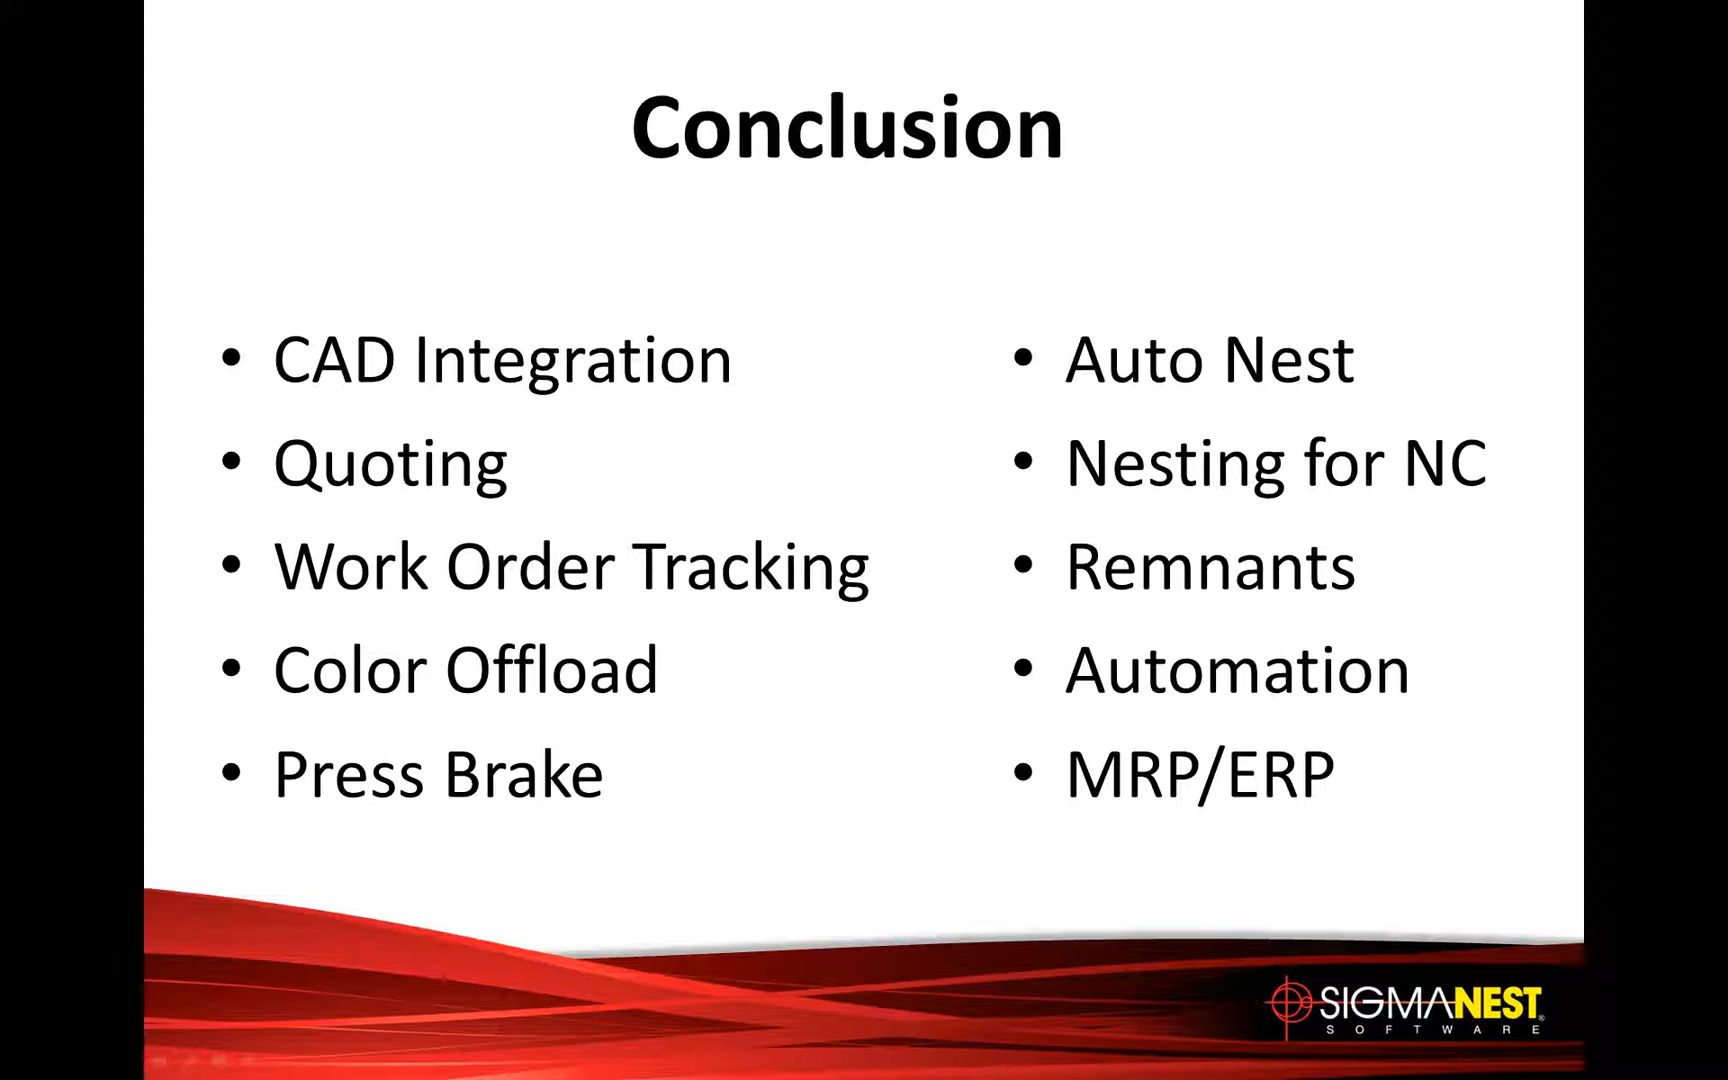 Conclusion
• CAD Integration
• Quoting
• Work Order Tracking
• Color Offload
• Press Brake
• Auto Nest
• Nesting for NC
• Remnants
• Automation
• MRP/ERP
SIGMANEST®
SOFTWARE